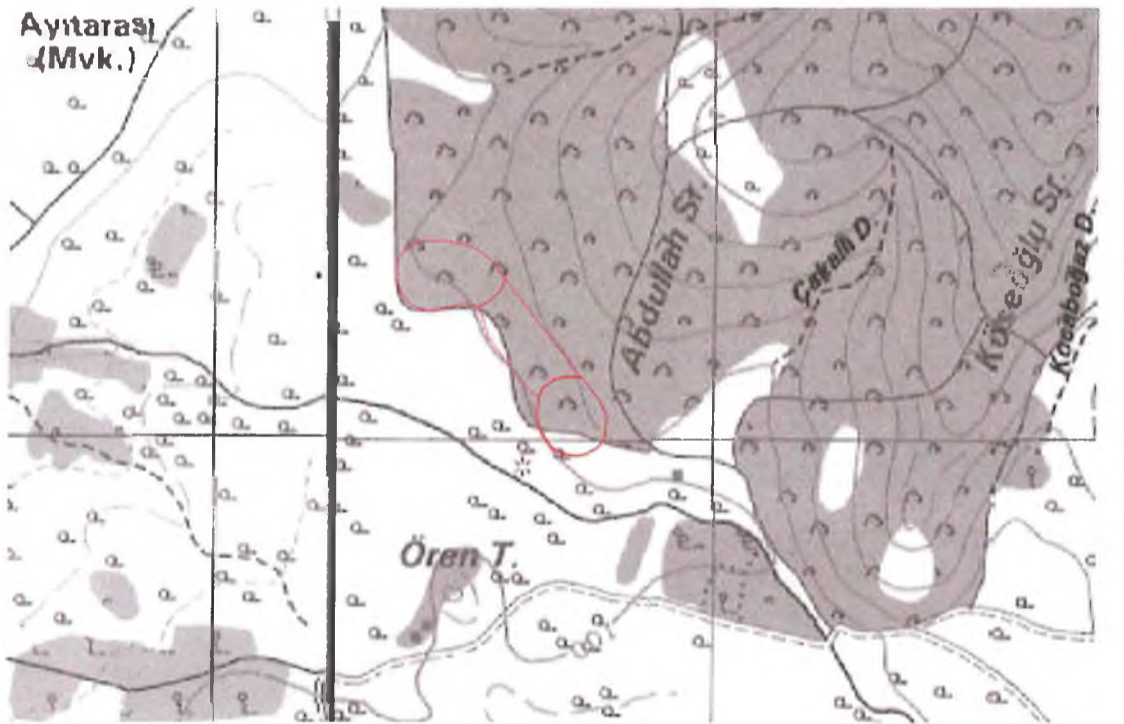 Ayıtarası
(Mvk.)
Abdullah Sr.
Çakallı D.
Köseoğlu Sr.
Kocaboğaz D.
Ören T.